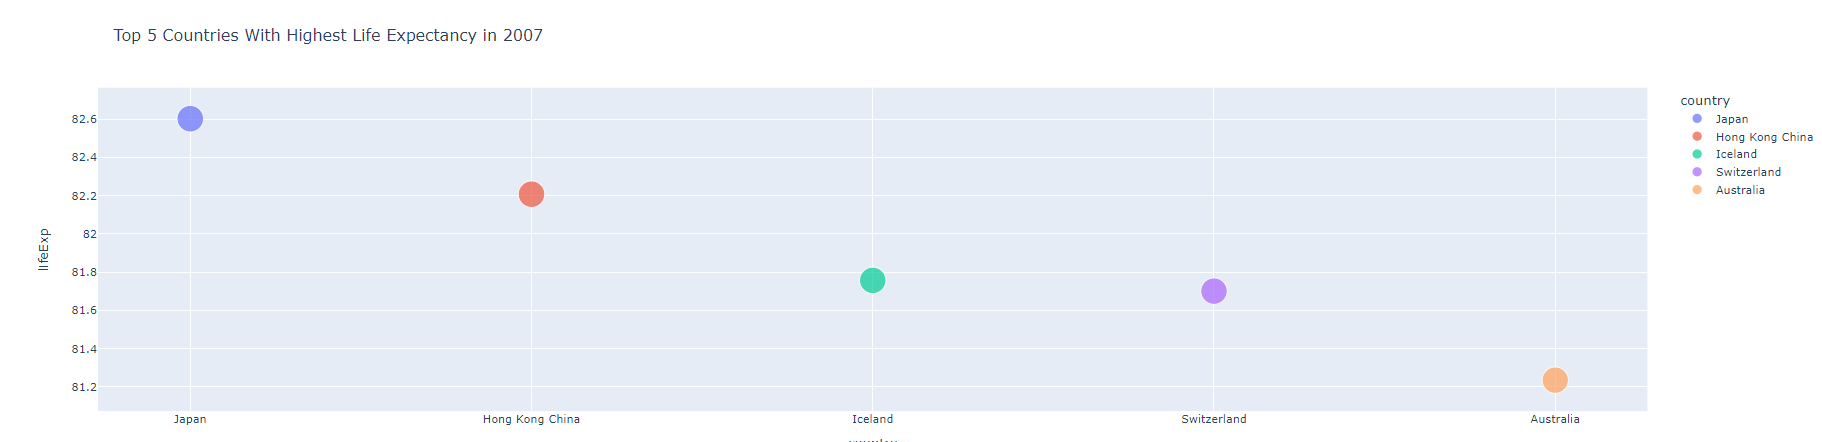 Top 5 Countries With Highest Life Expectancy in 2007
82.6
82.4
82.2
82
81.8
81.6
81.4
81.2
lifeExp
Japan
Hong Kong China
Iceland
Switzerland
Australia
country
country
Japan
Hong Kong China
Iceland
Switzerland
Australia